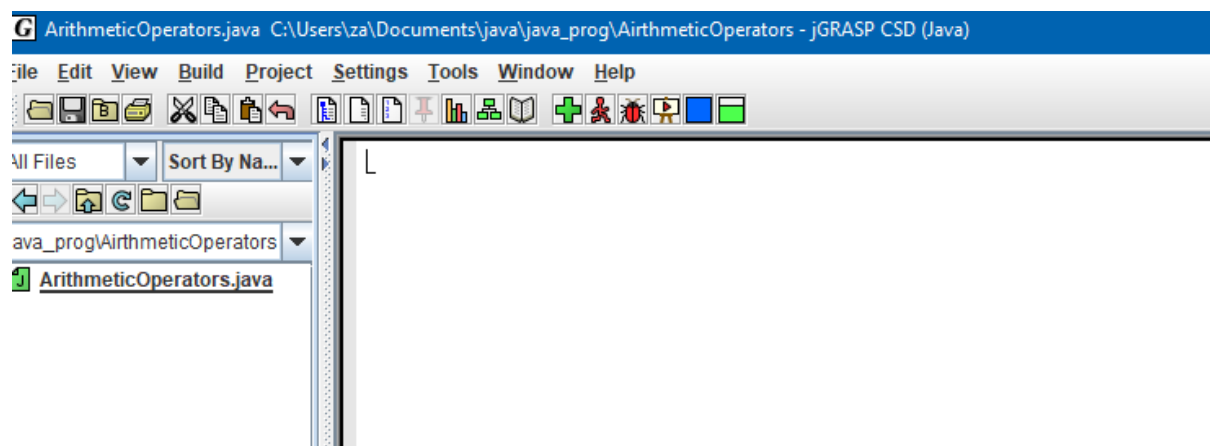 G ArithmeticOperators.java C:\Users\za\Documents\java\java_prog\AirthmeticOperators - jGRASP CSD (Java)
File Edit View Build Project Settings Tools Window Help
B
All Files Sort By Na...
ava_prog\AirthmeticOperators
J ArithmeticOperators.java